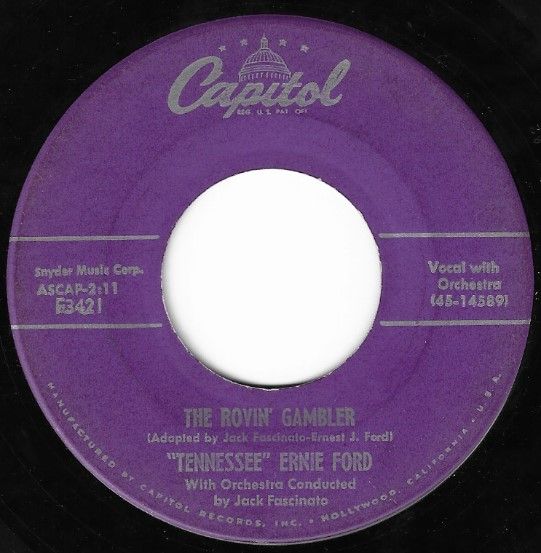 Capitol
REG. U.S. PAT. OFF.
Snyder Music Corp.
ASCAP-2:11
F3421
Vocal with
Orchestra
(45-14589)
THE ROVIN' GAMBLER
(Adapted by Jack Fascinato-Ernest J. Ford)
"TENNESSEE" ERNIE FORD
With Orchestra Conducted
by Jack Fascinato
MANUFACTURED BY CAPITOL RECORDS, INC. • HOLLYWOOD, CALIFORNIA • U.S.A.